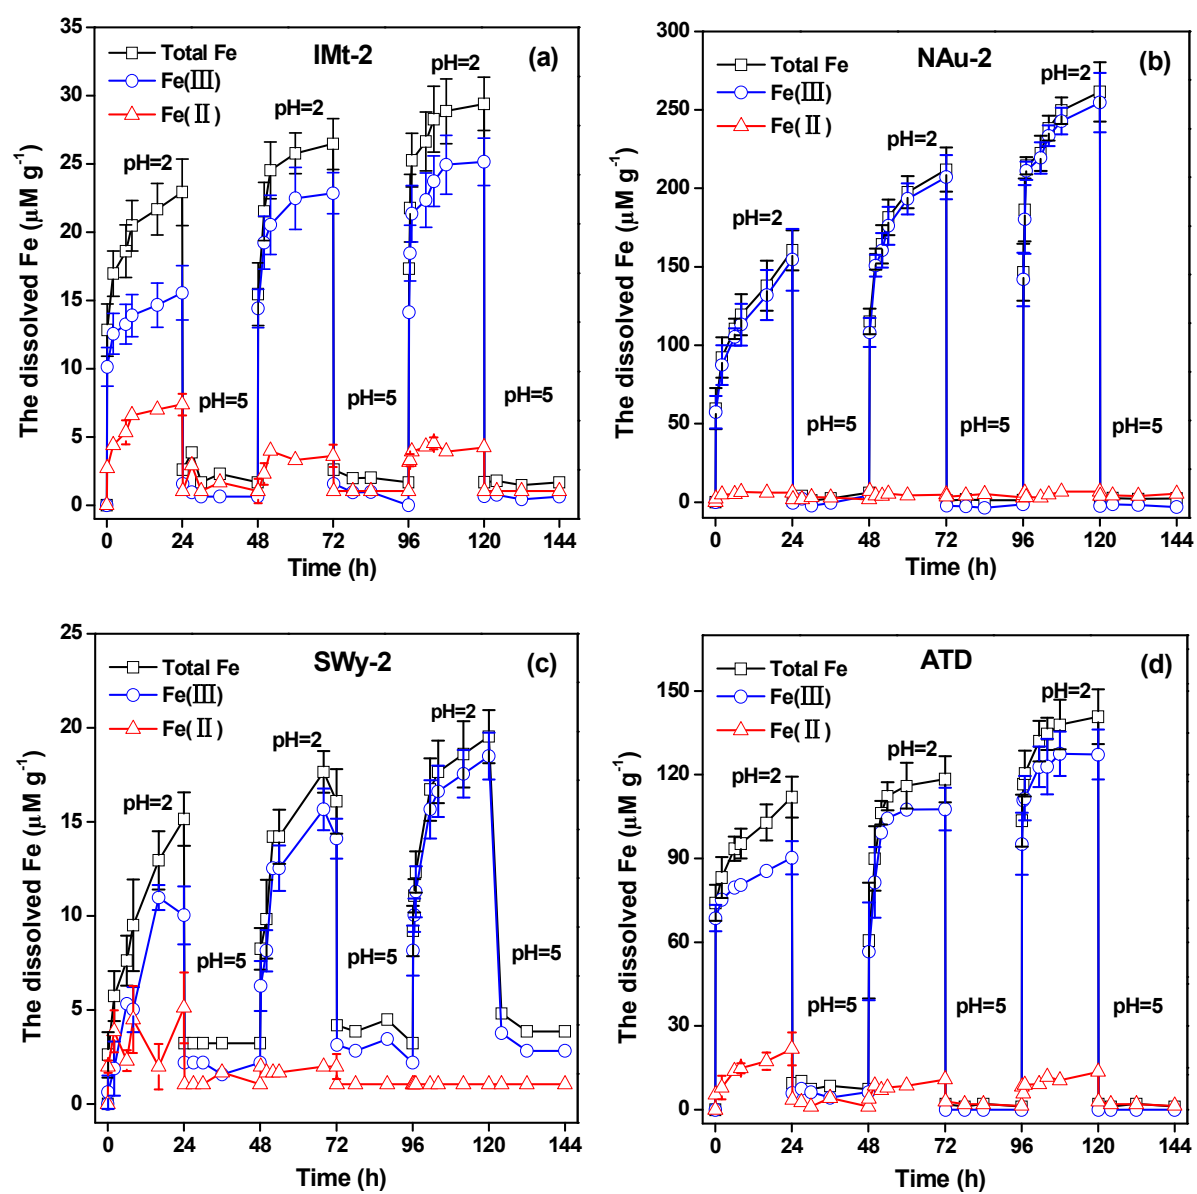 IMt-2
(a)
Total Fe
Fe(Ⅲ)
Fe(Ⅱ)
pH=2
pH=2
pH=2
pH=5
pH=5
pH=5
The dissolved Fe (μM g⁻¹)
35
30
25
20
15
10
5
0
0 24 48 72 96 120 144
Time (h)
NAu-2
(b)
Total Fe
Fe(Ⅲ)
Fe(Ⅱ)
pH=2
pH=2
pH=2
pH=5
pH=5
pH=5
The dissolved Fe (μM g⁻¹)
300
250
200
150
100
50
0
0 24 48 72 96 120 144
Time (h)
SWy-2
(c)
Total Fe
Fe(Ⅲ)
Fe(Ⅱ)
pH=2
pH=2
pH=2
pH=5
pH=5
pH=5
The dissolved Fe (μM g⁻¹)
25
20
15
10
5
0
0 24 48 72 96 120 144
Time (h)
ATD
(d)
Total Fe
Fe(Ⅲ)
Fe(Ⅱ)
pH=2
pH=2
pH=2
pH=5
pH=5
pH=5
The dissolved Fe (μM g⁻¹)
150
120
90
60
30
0
0 24 48 72 96 120 144
Time (h)